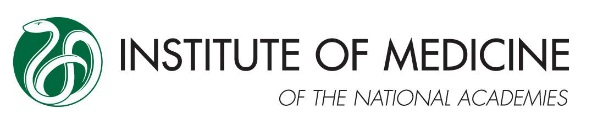 INSTITUTE OF MEDICINE
OF THE NATIONAL ACADEMIES